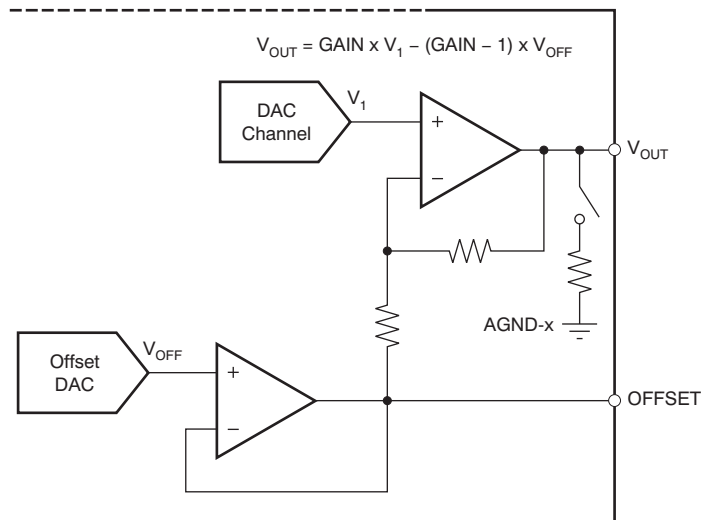 V_OUT = GAIN x V_1 − (GAIN − 1) x V_OFF
DAC
Channel
V_1
+
−
V_OUT
AGND-x
Offset
DAC
V_OFF
+
−
OFFSET